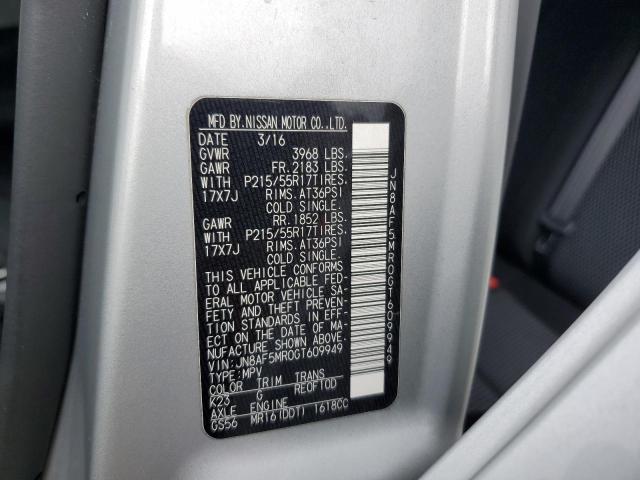 MFD BY.NISSAN MOTOR CO.,LTD.
DATE 3/16
GVWR 3968 LBS.
GAWR FR.2183 LBS.
WITH P215/55R17TIRES.
17X7J RIMS.AT36PSI
COLD SINGLE.
GAWR RR.1852 LBS.
WITH P215/55R17TIRES.
17X7J RIMS.AT36PSI
COLD SINGLE.
THIS VEHICLE CONFORMS
TO ALL APPLICABLE FED-
ERAL MOTOR VEHICLE SA-
FETY AND THEFT PREVEN-
TION STANDARDS IN EFF-
ECT ON THE DATE OF MA-
NUFACTURE SHOWN ABOVE.
VIN:JN8AF5MR0GT609949
TYPE:MPV
COLOR TRIM TRANS
K23 G RE0FT0D
AXLE ENGINE
GS56 MR16(DDT) 1618CC
JN8AF5MR0GT609949